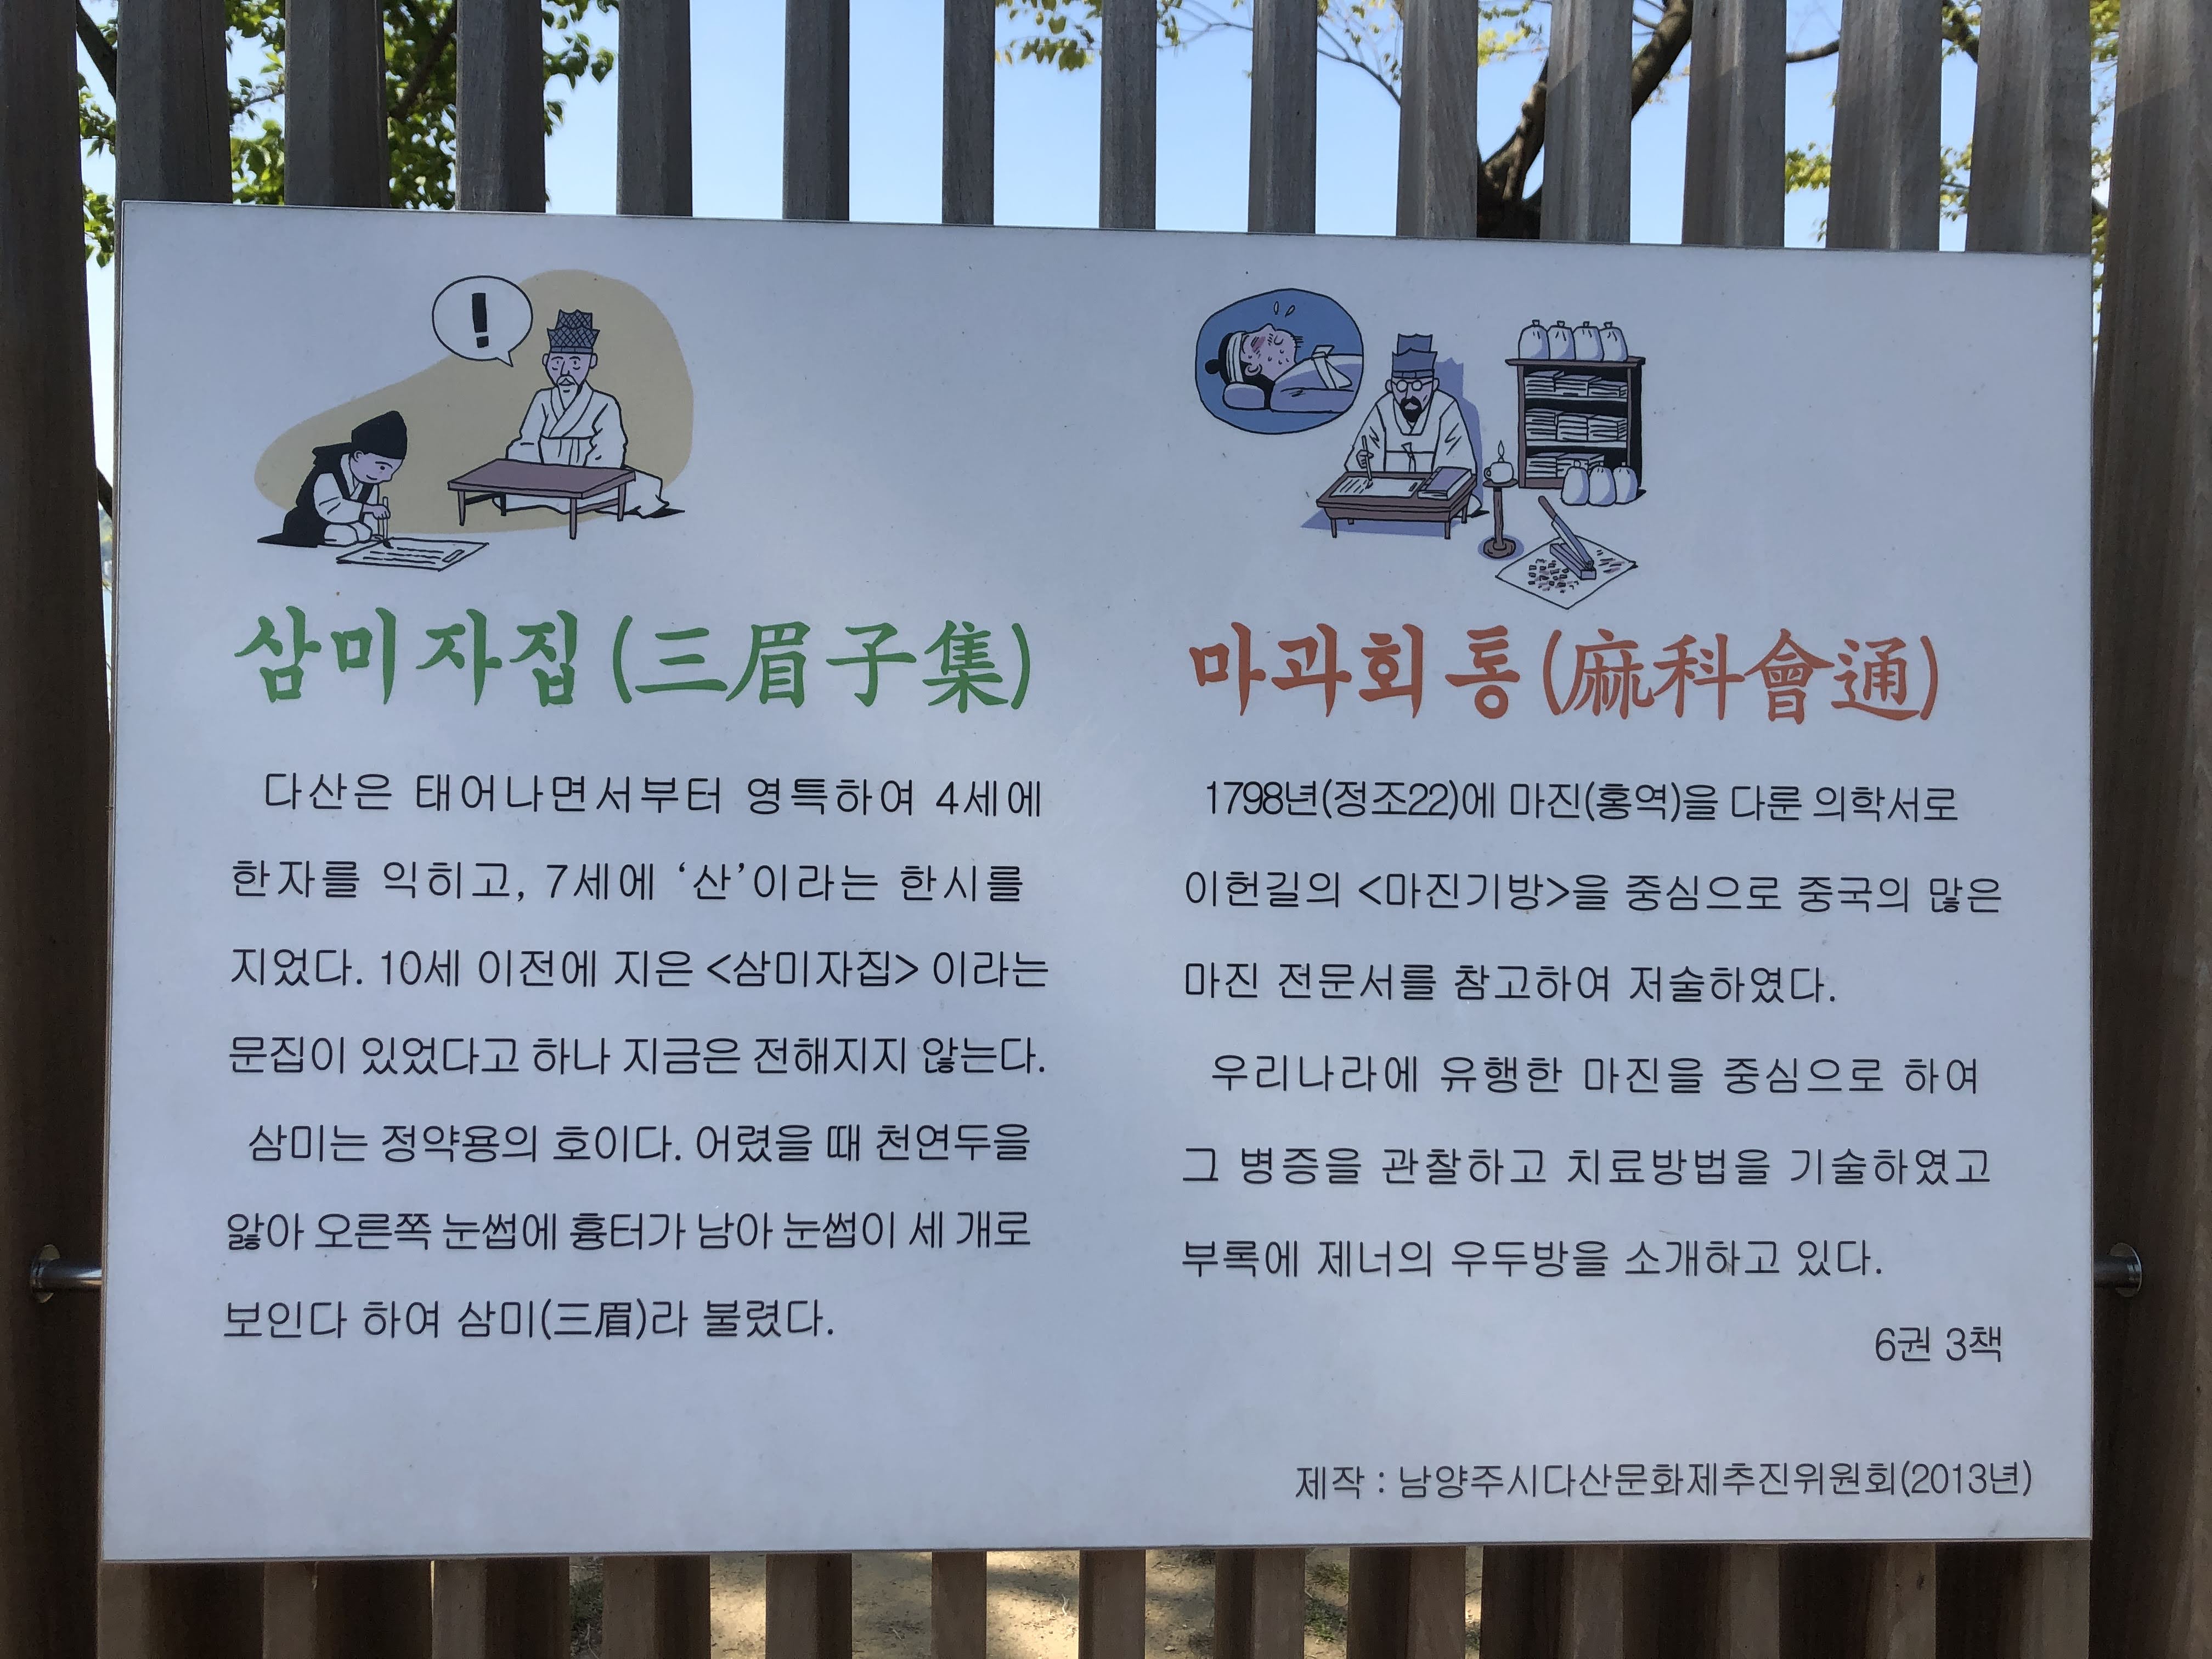 !
삼미자집(三眉子集)
다산은 태어나면서부터 영특하여 4세에
한자를 익히고, 7세에 ‘산’이라는 한시를
지었다. 10세 이전에 지은 <삼미자집> 이라는
문집이 있었다고 하나 지금은 전해지지 않는다.
삼미는 정약용의 호이다. 어렸을 때 천연두을
앓아 오른쪽 눈썹에 흉터가 남아 눈썹이 세 개로
보인다 하여 삼미(三眉)라 불렸다.
마과회통(麻科會通)
1798년(정조22)에 마진(홍역)을 다룬 의학서로
이헌길의 <마진기방>을 중심으로 중국의 많은
마진 전문서를 참고하여 저술하였다.
우리나라에 유행한 마진을 중심으로 하여
그 병증을 관찰하고 치료방법을 기술하였고
부록에 제너의 우두방을 소개하고 있다.
6권 3책
제작 : 남양주시다산문화제추진위원회(2013년)